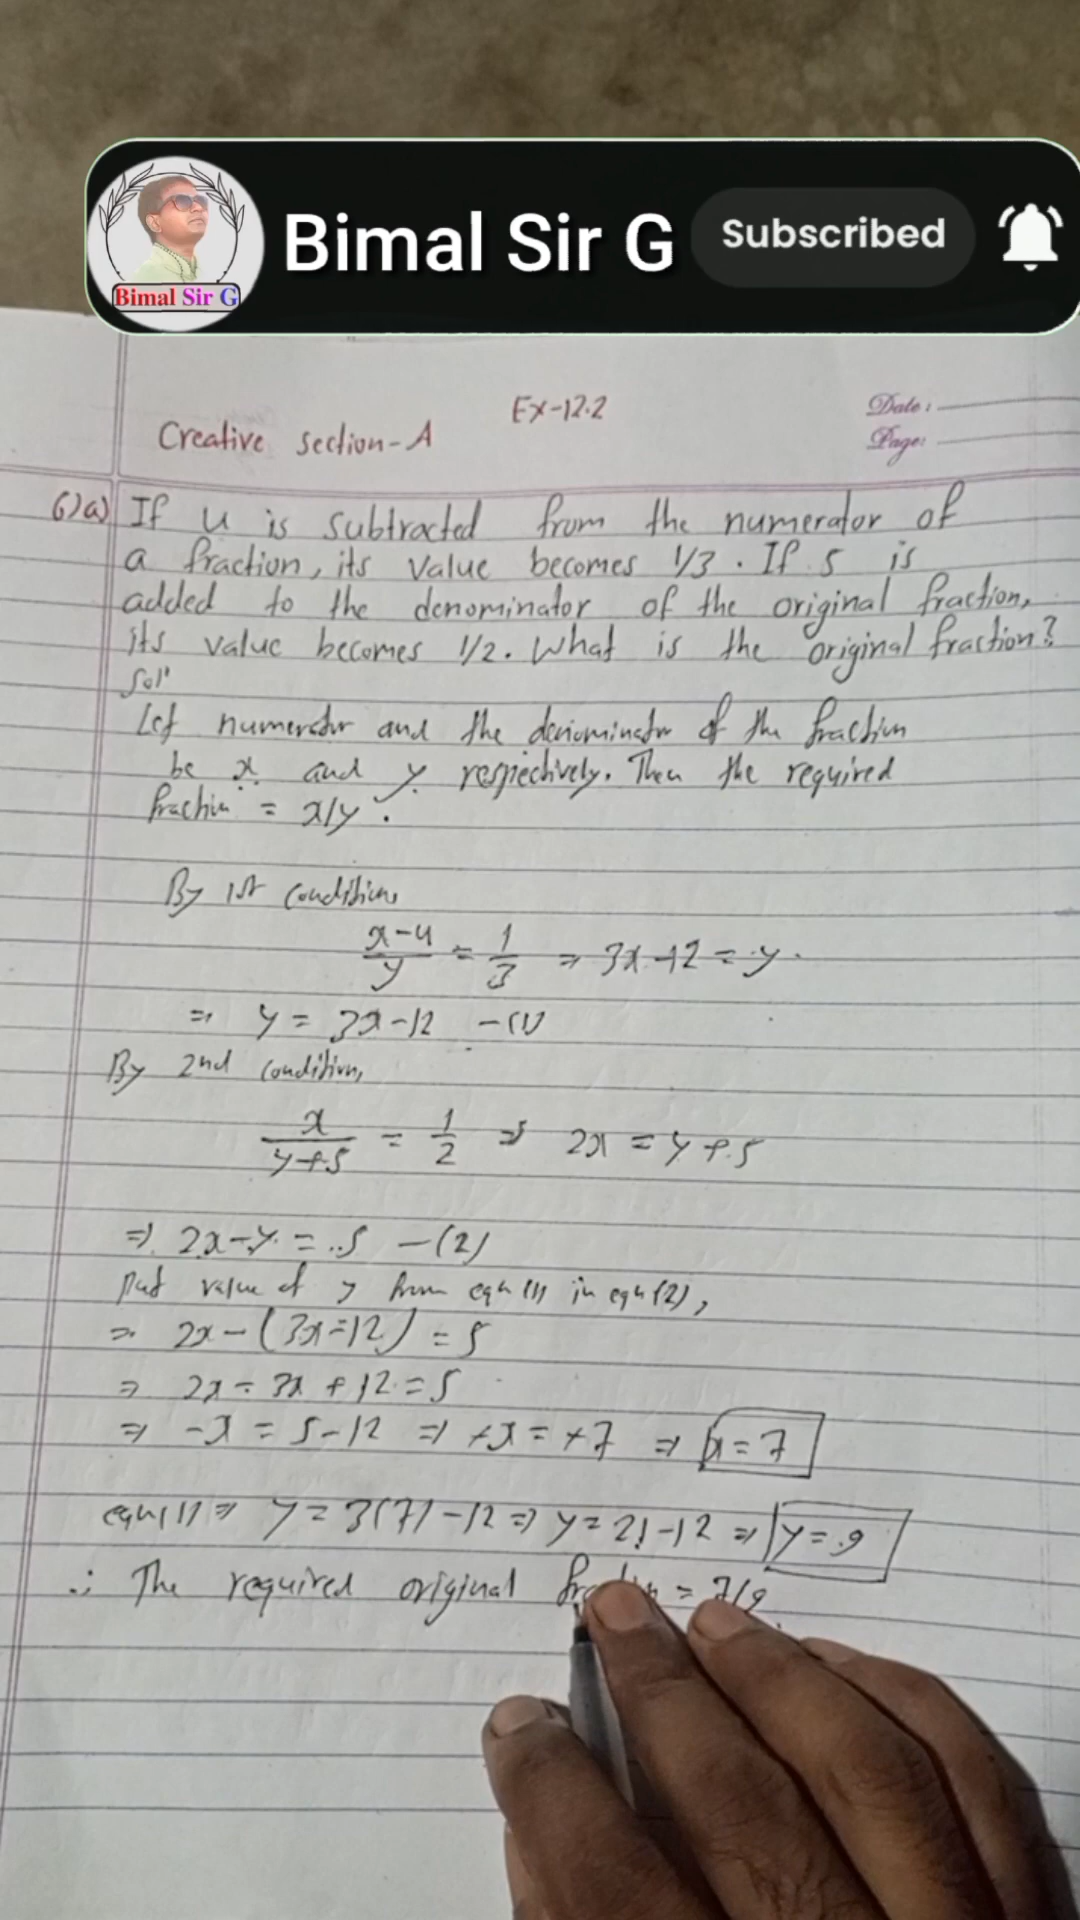 Bimal Sir G
Subscribed
Bimal Sir G
Ex-12.2
Date:
Creative section-A
Page:
6)a) If 4 is subtracted from the numerator of
a fraction, its value becomes 1/3. If 5 is
added to the denominator of the original fraction,
its value becomes 1/2. What is the original fraction?
Solⁿ
Let numerator and the denominator of the fraction
be x and y respectively. Then the required
fraction = x/y.
By 1st condition,
(x-4)/y = 1/3 ⇒ 3x-12 = y
⇒ y = 3x-12 -(1)
By 2nd condition,
x/(y+5) = 1/2 ⇒ 2x = y+5
⇒ 2x-y = 5 -(2)
Put value of y from eqn(1) in eqn(2),
⇒ 2x-(3x-12) = 5
⇒ 2x-3x+12 = 5
⇒ -x = 5-12 ⇒ +x = +7 ⇒ x = 7
eqn(1) ⇒ y = 3(7)-12 ⇒ y = 21-12 ⇒ y = 9
∴ The required original fraction = 7/9